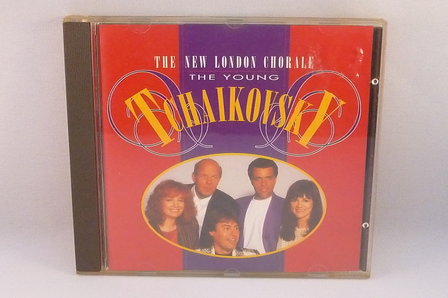 THE NEW LONDON CHORALE
THE YOUNG
TCHAIKOVSKY